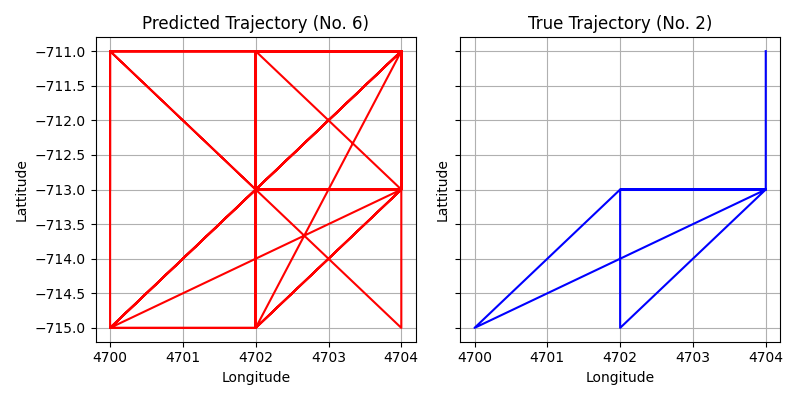 Predicted Trajectory (No. 6)
True Trajectory (No. 2)
−711.0
−711.5
−712.0
−712.5
−713.0
−713.5
−714.0
−714.5
−715.0
Lattitude
Lattitude
4700 4701 4702 4703 4704
4700 4701 4702 4703 4704
Longitude
Longitude